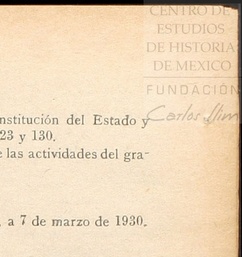 CENTRO DE
ESTUDIOS
DE HISTORIA
DE MEXICO
FUNDACIÓN
Carlos Slim
nstitución del Estado y
23 y 130.
e las actividades del gra-
, a 7 de marzo de 1930.